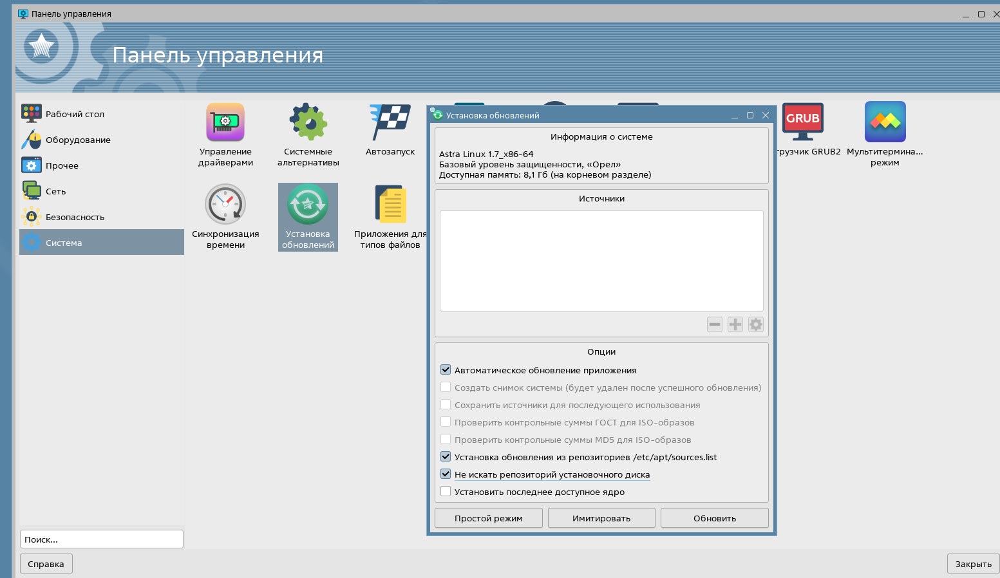 Панель управления
Панель управления
Рабочий стол
Оборудование
Прочее
Сеть
Безопасность
Система
Управление
драйверами
Системные
альтернативы
Автозапуск
GRUB
грузчик GRUB2
Мультитермина...
режим
Синхронизация
времени
Установка
обновлений
Приложения для
типов файлов
Установка обновлений
Информация о системе
Astra Linux 1.7_x86-64
Базовый уровень защищенности, «Орел»
Доступная память: 8,1 Гб (на корневом разделе)
Источники
Опции
Автоматическое обновление приложения
Создать снимок системы (будет удален после успешного обновления)
Сохранить источники для последующего использования
Проверить контрольные суммы ГОСТ для ISO-образов
Проверить контрольные суммы MD5 для ISO-образов
Установка обновления из репозиториев /etc/apt/sources.list
Не искать репозиторий установочного диска
Установить последнее доступное ядро
Простой режим
Имитировать
Обновить
Поиск...
Справка
Закрыть